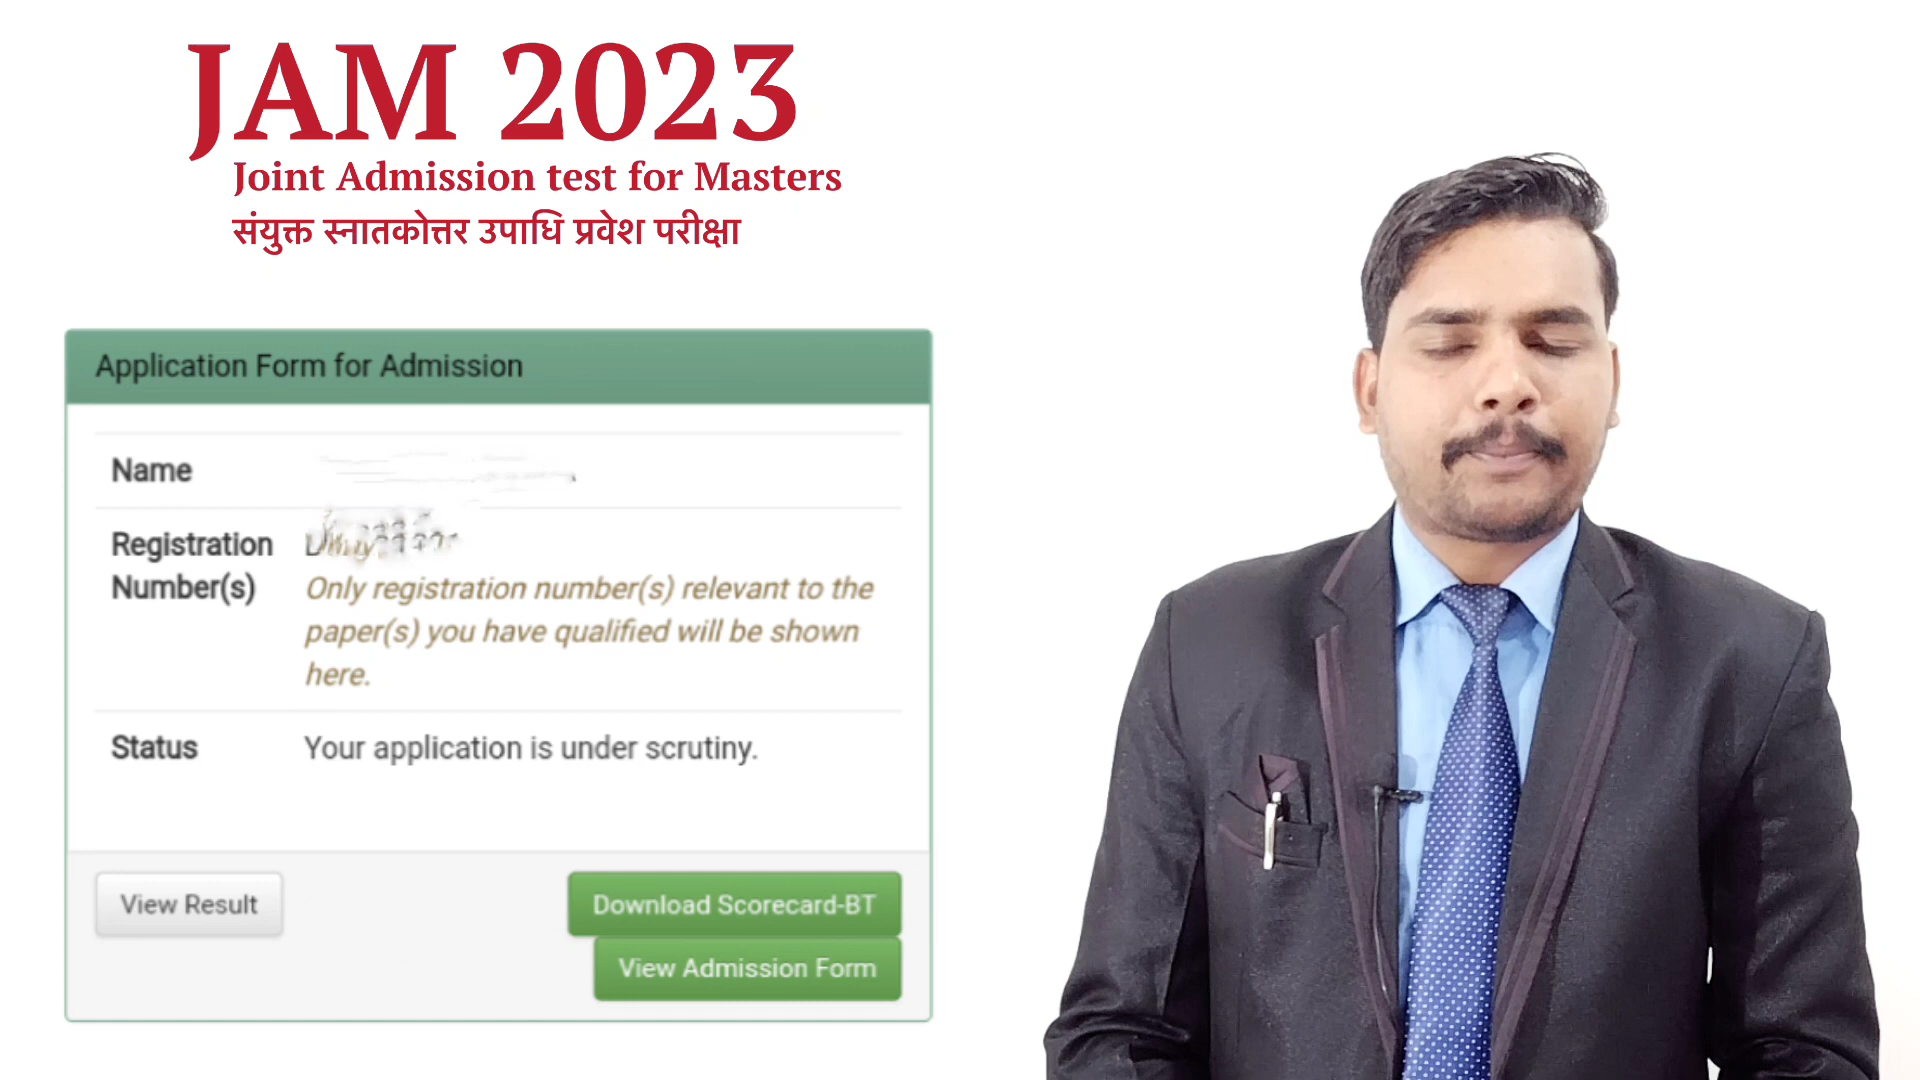 JAM 2023
Joint Admission test for Masters
संयुक्त स्नातकोत्तर उपाधि प्रवेश परीक्षा
Application Form for Admission
Name
Registration
Number(s)
Only registration number(s) relevant to the
paper(s) you have qualified will be shown
here.
Status Your application is under scrutiny.
View Result
Download Scorecard-BT
View Admission Form